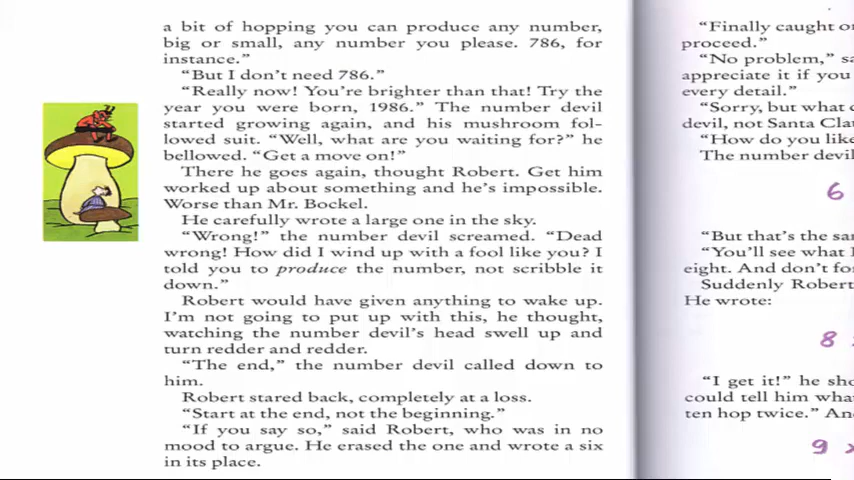 a bit of hopping you can produce any number,
big or small, any number you please. 786, for
instance.”
“But I don’t need 786.”
“Really now! You’re brighter than that! Try the
year you were born, 1986.” The number devil
started growing again, and his mushroom fol-
lowed suit. “Well, what are you waiting for?” he
bellowed. “Get a move on!”
There he goes again, thought Robert. Get him
worked up about something and he’s impossible.
Worse than Mr. Bockel.
He carefully wrote a large one in the sky.
“Wrong!” the number devil screamed. “Dead
wrong! How did I wind up with a fool like you? I
told you to produce the number, not scribble it
down.”
Robert would have given anything to wake up.
I’m not going to put up with this, he thought,
watching the number devil’s head swell up and
turn redder and redder.
“The end,” the number devil called down to
him.
Robert stared back, completely at a loss.
“Start at the end, not the beginning.”
“If you say so,” said Robert, who was in no
mood to argue. He erased the one and wrote a six
in its place.
“Finally caught
proceed.”
“No problem,”
appreciate it if you
every detail.”
“Sorry, but what
devil, not Santa
“How do you like
The number devil
6
“But that’s the
“You’ll see what
eight. And don’t
Suddenly Robert
He wrote:
8
“I get it!” he
could tell him
ten hop twice.”
9